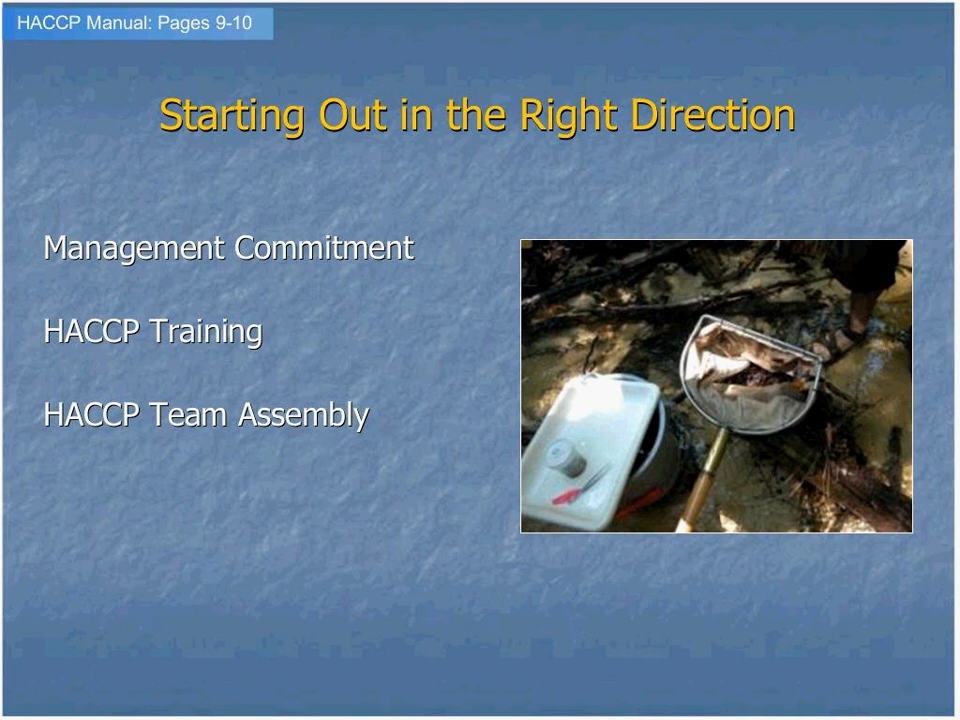 HACCP Manual: Pages 9-10
Starting Out in the Right Direction
Management Commitment
HACCP Training
HACCP Team Assembly